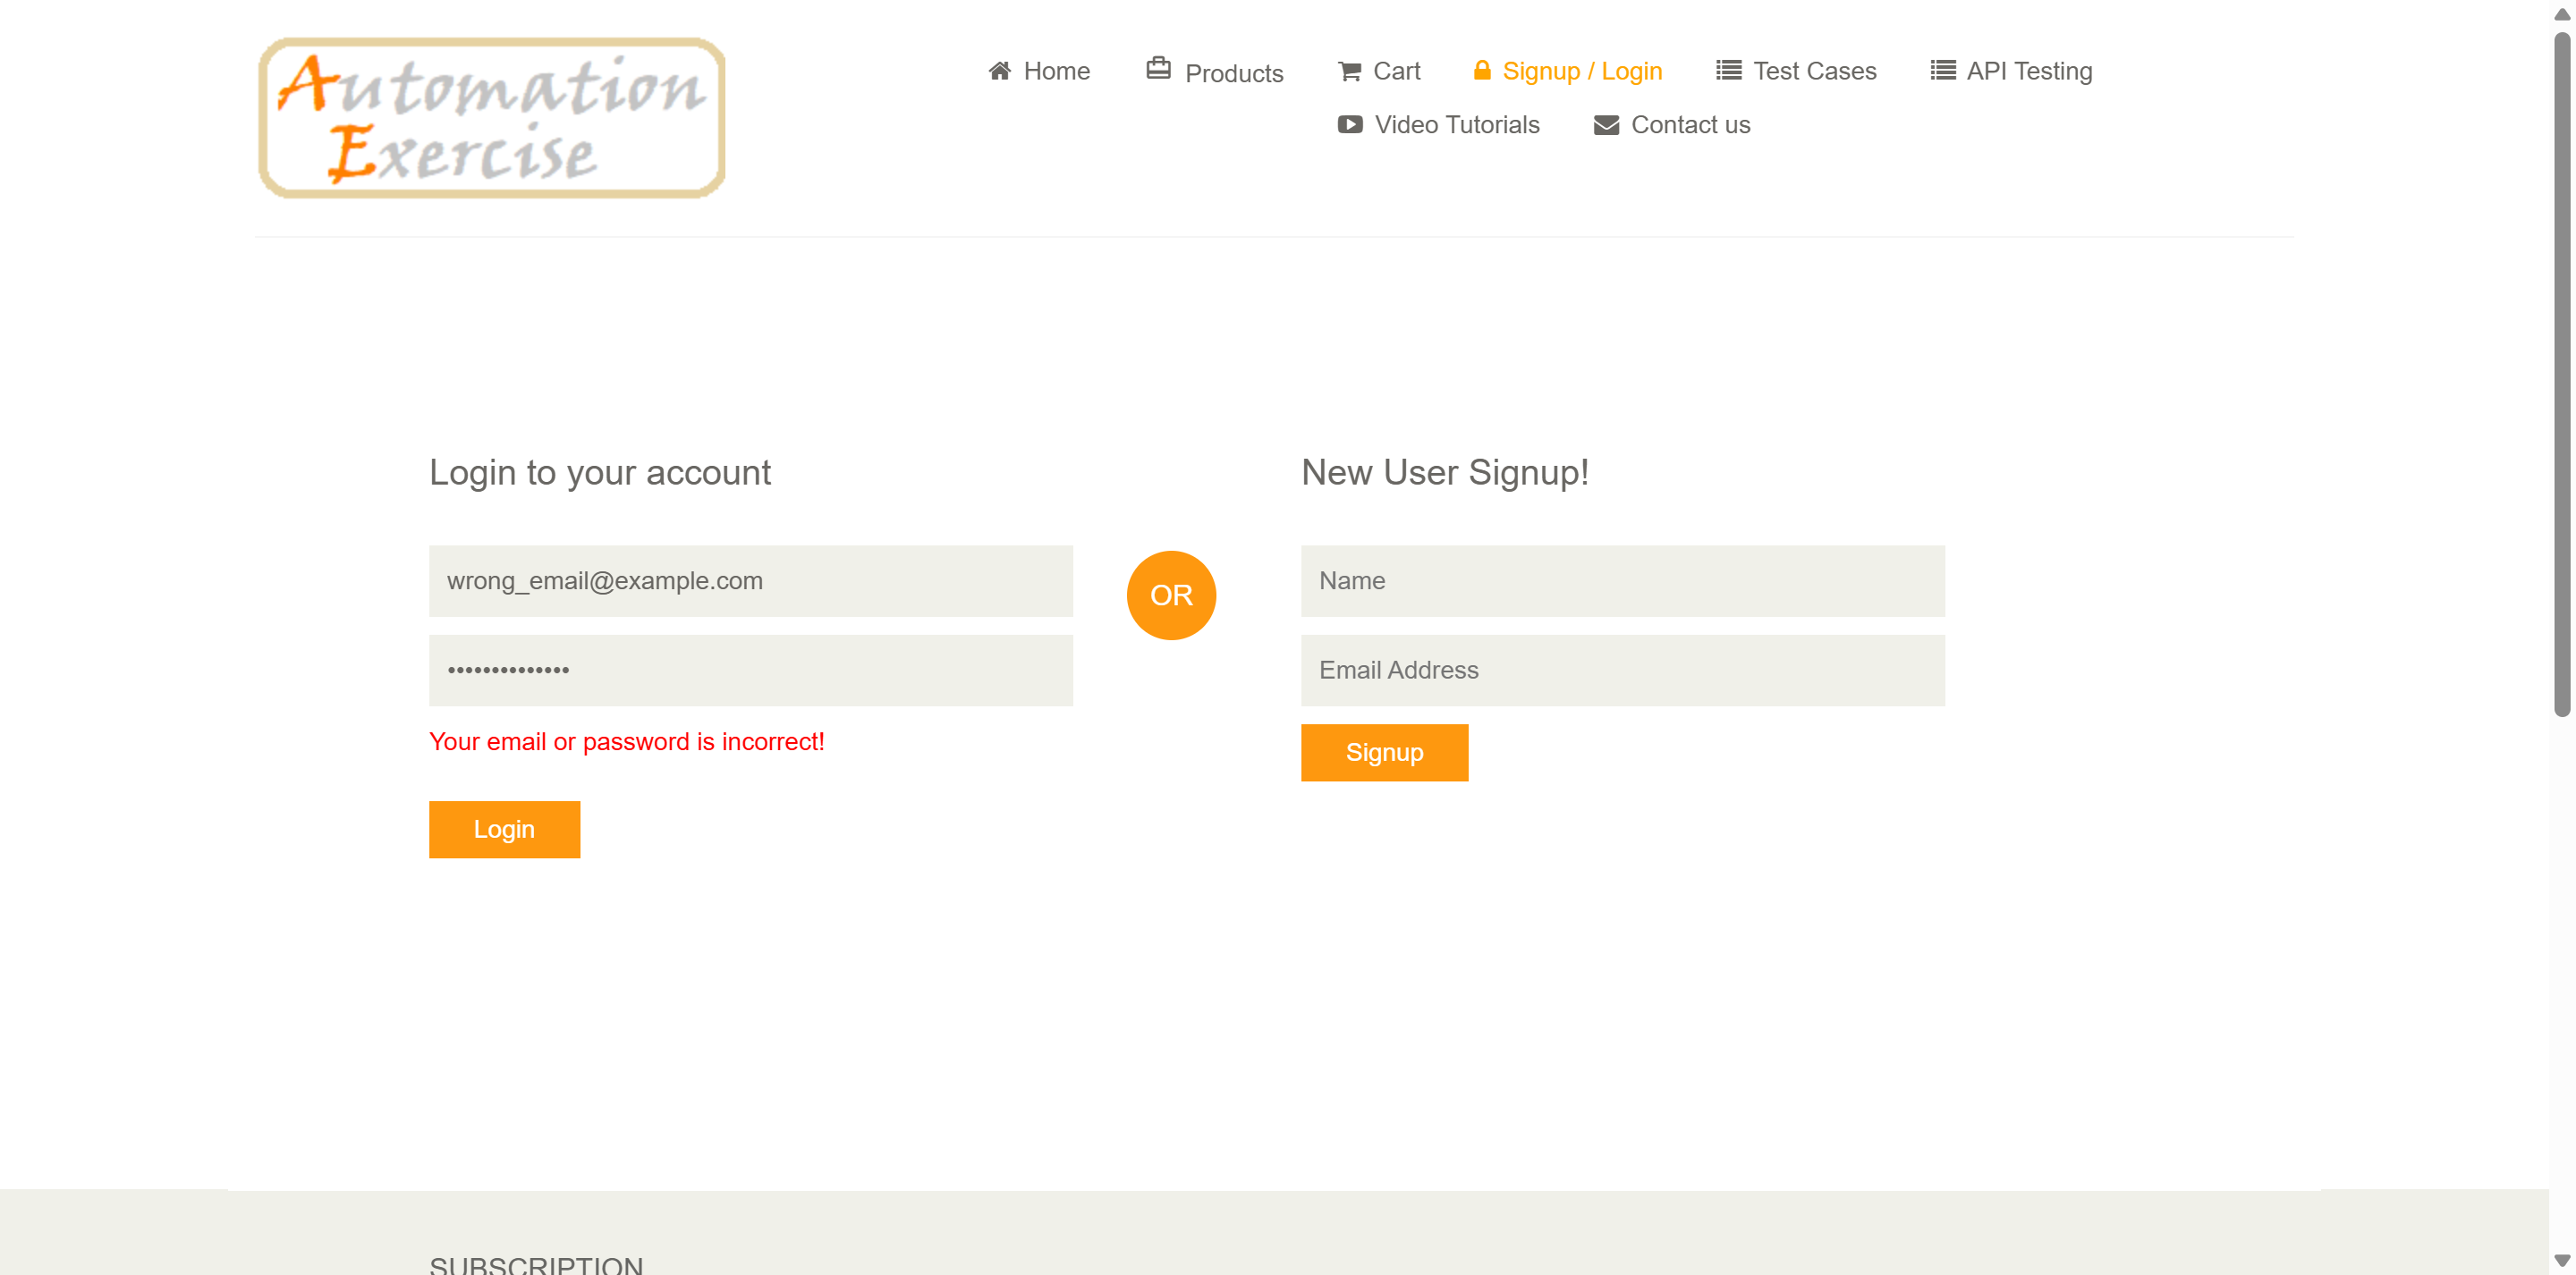 Automation
Exercise
Home Products Cart Signup / Login Test Cases API Testing
Video Tutorials Contact us
Login to your account
wrong_email@example.com
••••••••••••••
Your email or password is incorrect!
Login
OR
New User Signup!
Name
Email Address
Signup
SUBSCRIPTION